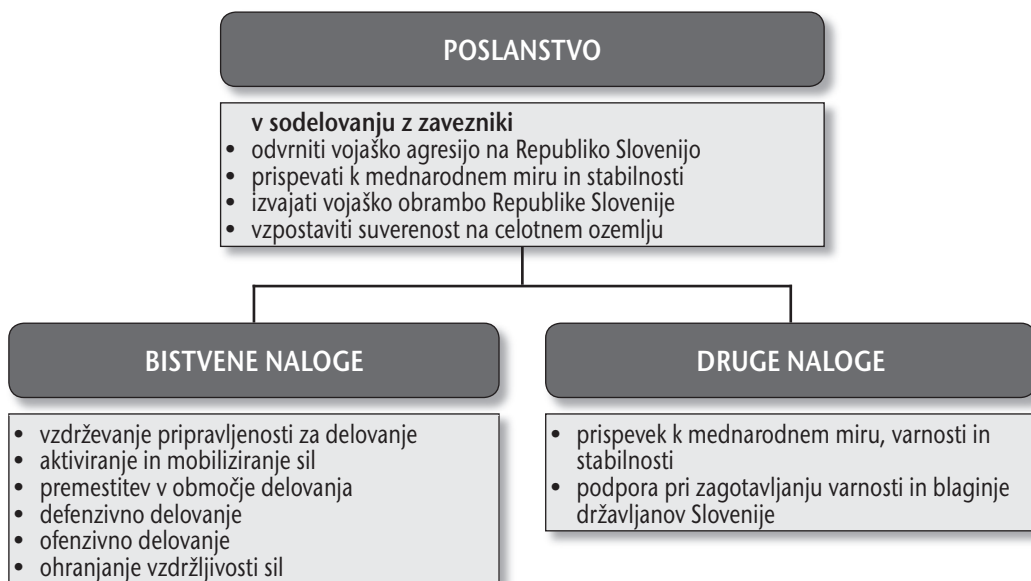 POSLANSTVO
v sodelovanju z zavezniki
• odvrniti vojaško agresijo na Republiko Slovenijo
• prispevati k mednarodnem miru in stabilnosti
• izvajati vojaško obrambo Republike Slovenije
• vzpostaviti suverenost na celotnem ozemlju
BISTVENE NALOGE
• vzdrževanje pripravljenosti za delovanje
• aktiviranje in mobiliziranje sil
• premestitev v območje delovanja
• defenzivno delovanje
• ofenzivno delovanje
• ohranjanje vzdržljivosti sil
DRUGE NALOGE
• prispevek k mednarodnem miru, varnosti in
stabilnosti
• podpora pri zagotavljanju varnosti in blaginje
državljanov Slovenije